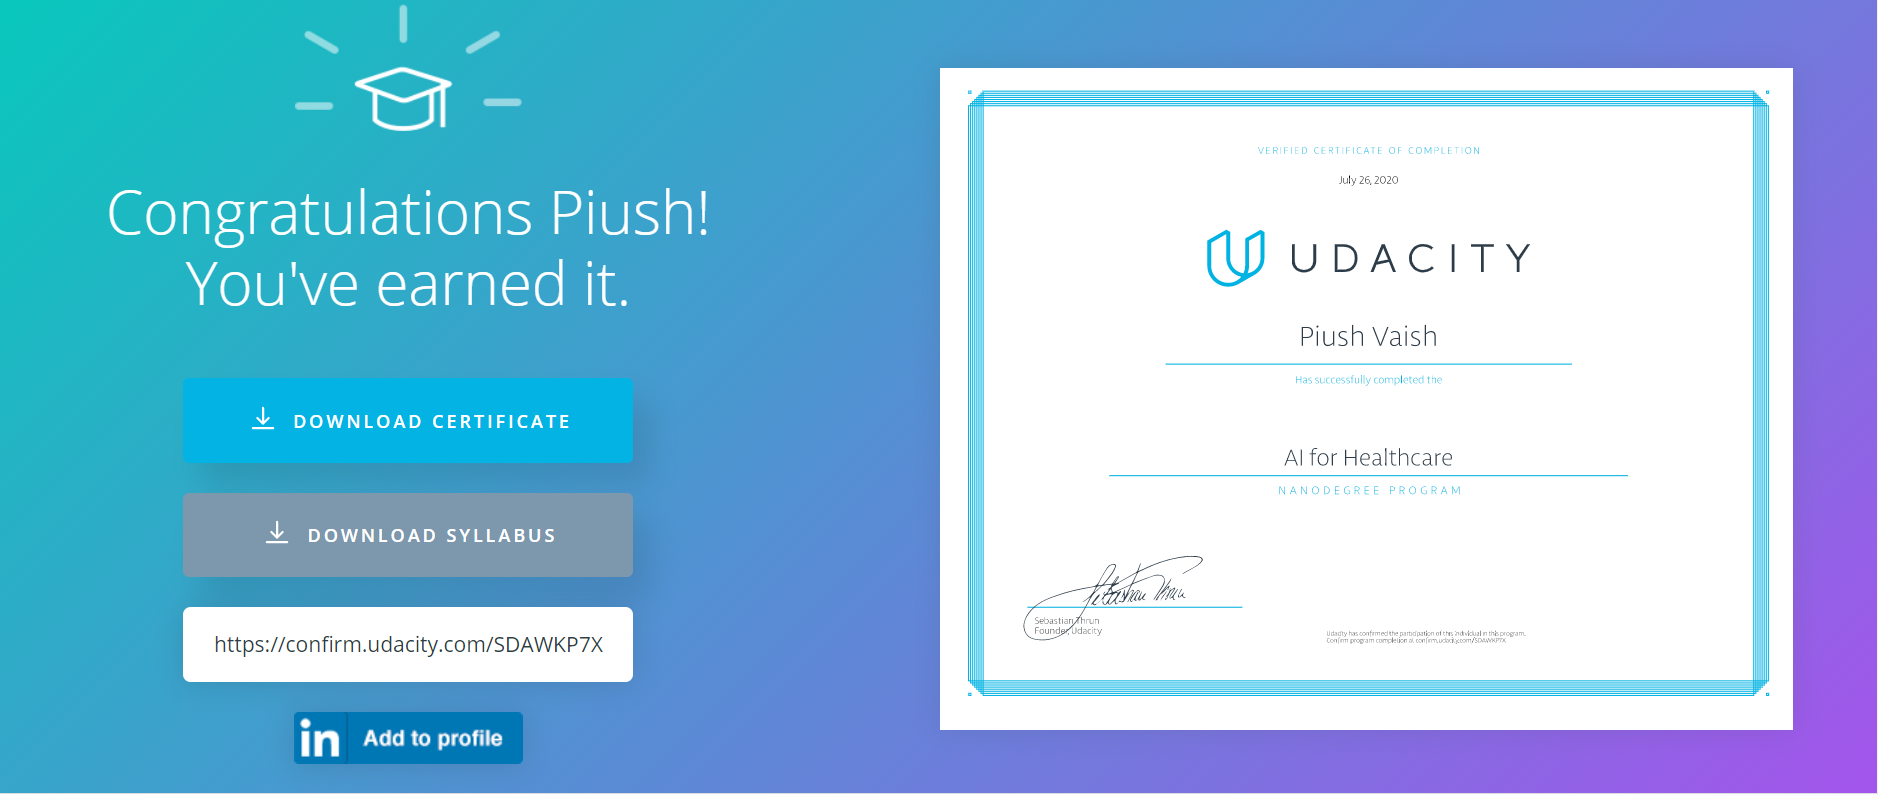 Congratulations Piush!
You've earned it.
DOWNLOAD CERTIFICATE
DOWNLOAD SYLLABUS
https://confirm.udacity.com/SDAWKP7X
in Add to profile
VERIFIED CERTIFICATE OF COMPLETION
July 26, 2020
UDACITY
Piush Vaish
Has successfully completed the
AI for Healthcare
NANODEGREE PROGRAM
Sebastian Thrun
Sebastian Thrun
Founder, Udacity
Udacity has confirmed the participation of this individual in this program.
Confirm program completion at confirm.udacity.com/SDAWKP7X